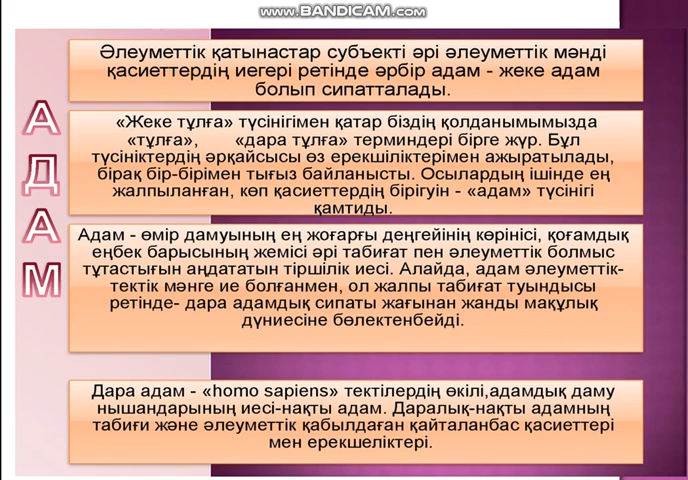 www.BANDICAM.com
Әлеуметтік қатынастар субъекті әрі әлеуметтік мәнді
қасиеттердің иегері ретінде әрбір адам - жеке адам
болып сипатталады.
АДАМ
«Жеке тұлға» түсінігімен қатар біздің қолданымымызда
«тұлға», «дара тұлға» терминдері бірге жүр. Бұл
түсініктердің әрқайсысы өз ерекшіліктерімен ажыратылады,
бірақ бір-бірімен тығыз байланысты. Осылардың ішінде ең
жалпыланған, көп қасиеттердің бірігуін - «адам» түсінігі
қамтиды.
Адам - өмір дамуының ең жоғарғы деңгейінің көрінісі, қоғамдық
еңбек барысының жемісі әрі табиғат пен әлеуметтік болмыс
тұтастығын аңдататын тіршілік иесі. Алайда, адам әлеуметтік-
тектік мәнге ие болғанмен, ол жалпы табиғат туындысы
ретінде- дара адамдық сипаты жағынан жанды мақұлық
дүниесіне бөлектенбейді.
Дара адам - «homo sapiens» тектілердің өкілі,адамдық даму
нышандарының иесі-нақты адам. Даралық-нақты адамның
табиғи және әлеуметтік қабылдаған қайталанбас қасиеттері
мен ерекшеліктері.